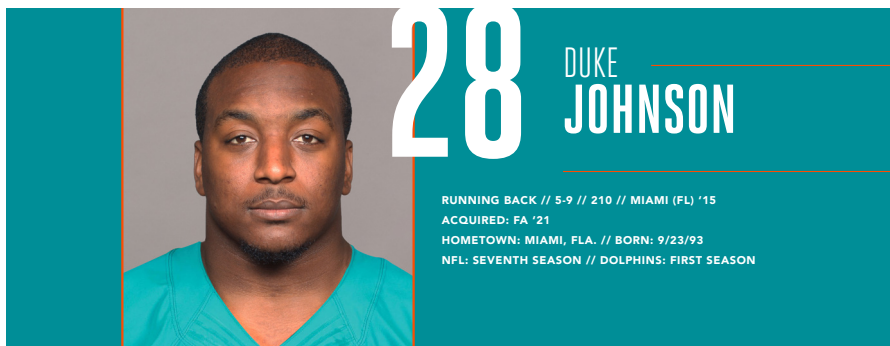 28
DUKE
JOHNSON
RUNNING BACK // 5-9 // 210 // MIAMI (FL) ’15
ACQUIRED: FA ’21
HOMETOWN: MIAMI, FLA. // BORN: 9/23/93
NFL: SEVENTH SEASON // DOLPHINS: FIRST SEASON